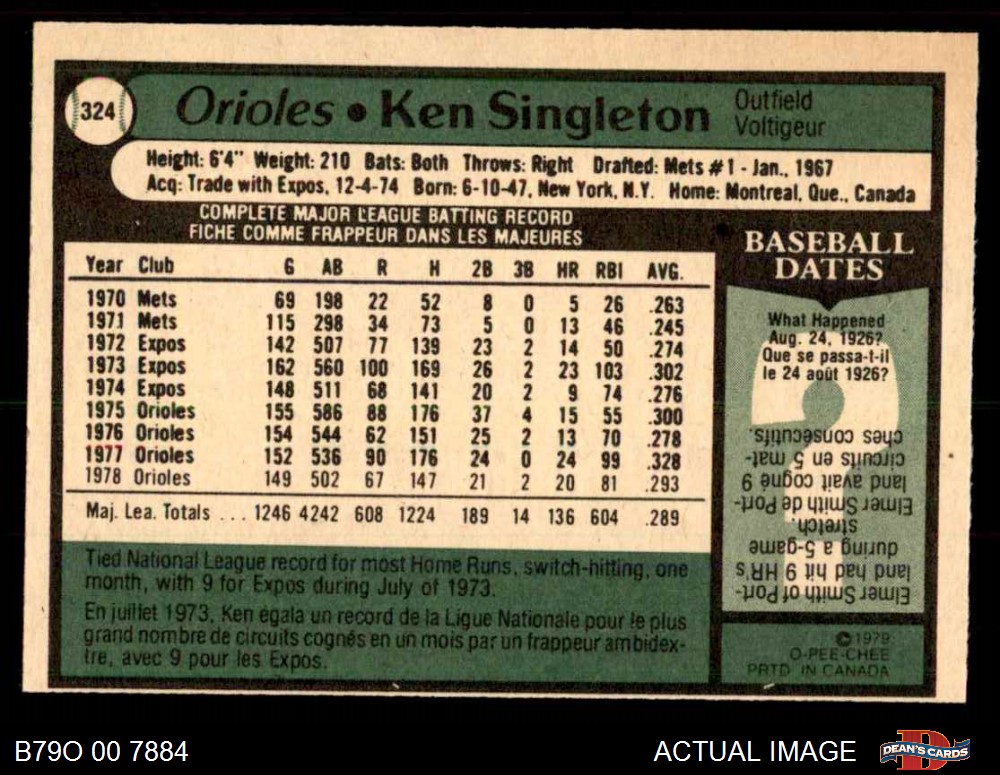 324
Orioles • Ken Singleton
Outfield
Voltigeur
Height: 6'4" Weight: 210 Bats: Both Throws: Right Drafted: Mets #1 - Jan., 1967
Acq: Trade with Expos, 12-4-74 Born: 6-10-47, New York, N.Y. Home: Montreal, Que., Canada
COMPLETE MAJOR LEAGUE BATTING RECORD
FICHE COMME FRAPPEUR DANS LES MAJEURES
Year Club G AB R H 2B 3B HR RBI AVG.
1970 Mets 69 198 22 52 8 0 5 26 .263
1971 Mets 115 298 34 73 5 0 13 46 .245
1972 Expos 142 507 77 139 23 2 14 50 .274
1973 Expos 162 560 100 169 26 2 23 103 .302
1974 Expos 148 511 68 141 20 2 9 74 .276
1975 Orioles 155 586 88 176 37 4 15 55 .300
1976 Orioles 154 544 62 151 25 2 13 70 .278
1977 Orioles 152 536 90 176 24 0 24 99 .328
1978 Orioles 149 502 67 147 21 2 20 81 .293
Maj. Lea. Totals ... 1246 4242 608 1224 189 14 136 604 .289
Tied National League record for most Home Runs, switch-hitting, one
month, with 9 for Expos during July of 1973.
En juillet 1973, Ken égala un record de la Ligue Nationale pour le plus
grand nombre de circuits cognés en un mois par un frappeur ambidex-
tre, avec 9 pour les Expos.
BASEBALL
DATES
What Happened
Aug. 24, 1926?
Que se passa-t-il
le 24 août 1926?
Elmer Smith of Port-
land had hit 9 HR's
during a 5-game
stretch.
Elmer Smith de Port-
land avait cogné 9
circuits en 5 mat-
ches consécutifs.
© 1979
O-PEE-CHEE
PRTD. IN CANADA
B79O 00 7884
ACTUAL IMAGE
DEAN'S CARDS